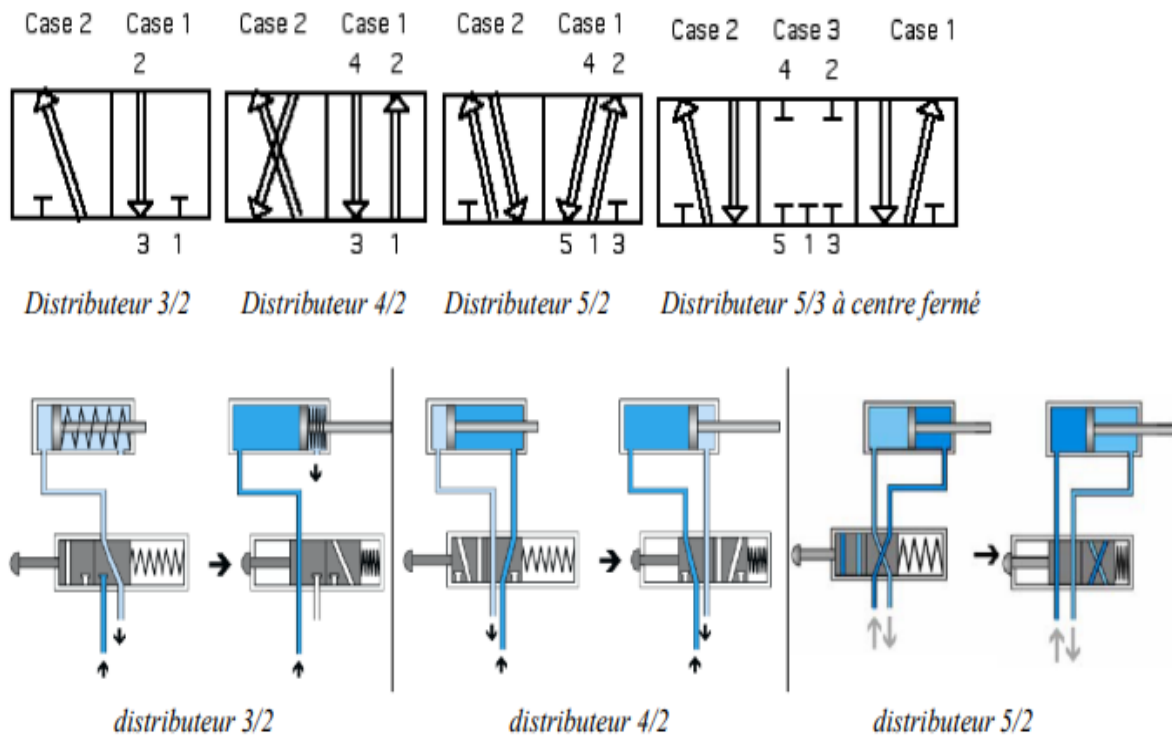 Case 2 Case 1 Case 2 Case 1 Case 2 Case 1 Case 2 Case 3 Case 1
2 4 2 4 2 4 2
3 1 3 1 5 1 3 5 1 3
Distributeur 3/2 Distributeur 4/2 Distributeur 5/2 Distributeur 5/3 à centre fermé
distributeur 3/2 distributeur 4/2 distributeur 5/2